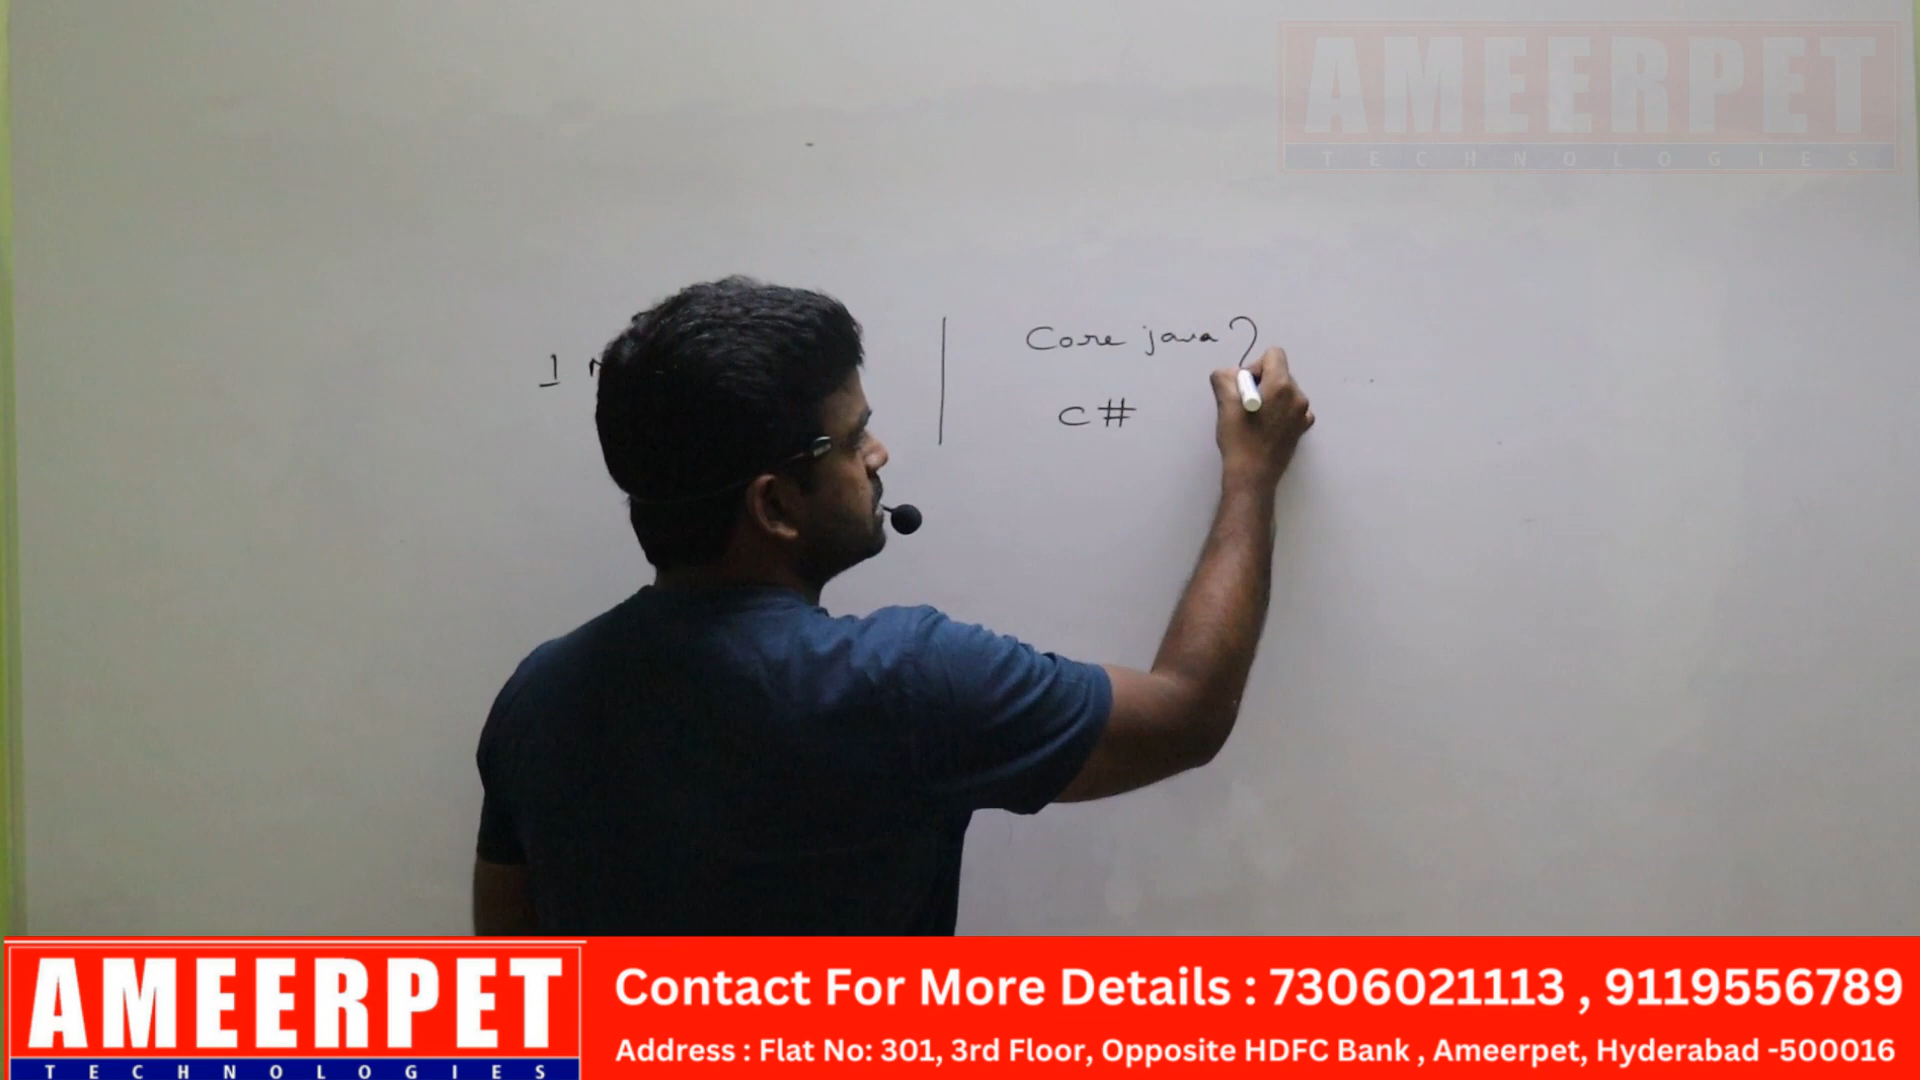 AMEERPET
TECHNOLOGIES
1
Core java
C#
AMEERPET
TECHNOLOGIES
Contact For More Details : 7306021113 , 9119556789
Address : Flat No: 301, 3rd Floor, Opposite HDFC Bank , Ameerpet, Hyderabad -500016